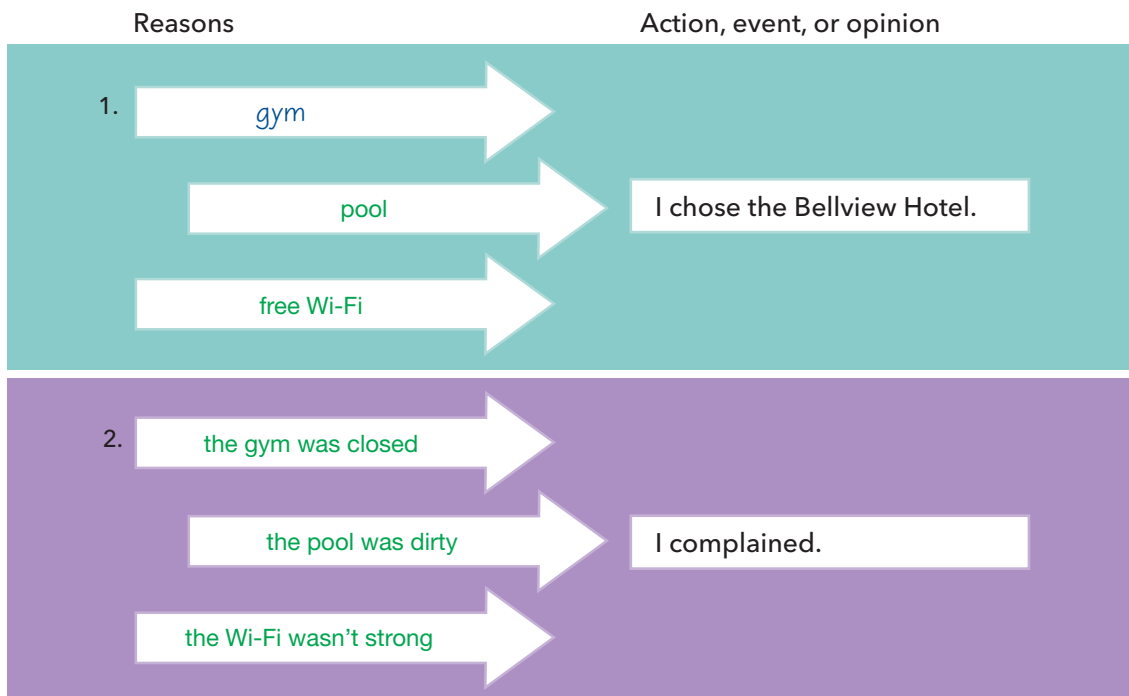 Reasons
Action, event, or opinion
1.
gym
pool
I chose the Bellview Hotel.
free Wi-Fi
2.
the gym was closed
the pool was dirty
I complained.
the Wi-Fi wasn't strong